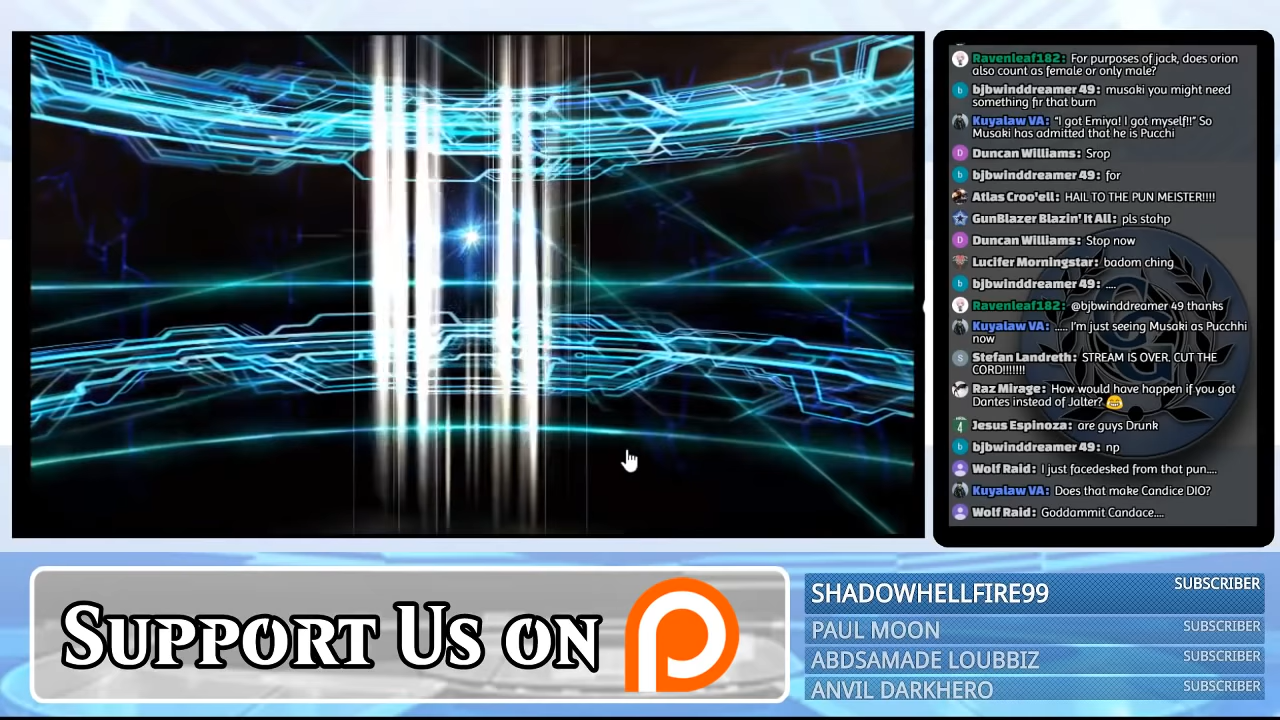 Ravenleaf182: For purposes of jack, does orion
also count as female or only male?
b bjbwinddreamer 49: musaki you might need
something fir that burn
Kuyalaw VA: "I got Emiya! I got myself!!" So
Musaki has admitted that he is Pucchi
D Duncan Williams: Srop
b bjbwinddreamer 49: for
Atlas Croo'ell: HAIL TO THE PUN MEISTER!!!!
GunBlazer Blazin' It All: pls stahp
D Duncan Williams: Stop now
Lucifer Morningstar: badom ching
b bjbwinddreamer 49: ....
Ravenleaf182: @bjbwinddreamer 49 thanks
Kuyalaw VA: ..... I'm just seeing Musaki as Pucchhi
now
S Stefan Landreth: STREAM IS OVER. CUT THE
CORD!!!!!!!
Raz Mirage: How would have happen if you got
Dantes instead of Jalter? 😁
Jesus Espinoza: are guys Drunk
b bjbwinddreamer 49: np
Wolf Raid: I just facedesked from that pun....
Kuyalaw VA: Does that make Candice DIO?
Wolf Raid: Goddammit Candace....
SUPPORT US ON
SHADOWHELLFIRE99 SUBSCRIBER
PAUL MOON SUBSCRIBER
ABDSAMADE LOUBBIZ SUBSCRIBER
ANVIL DARKHERO SUBSCRIBER